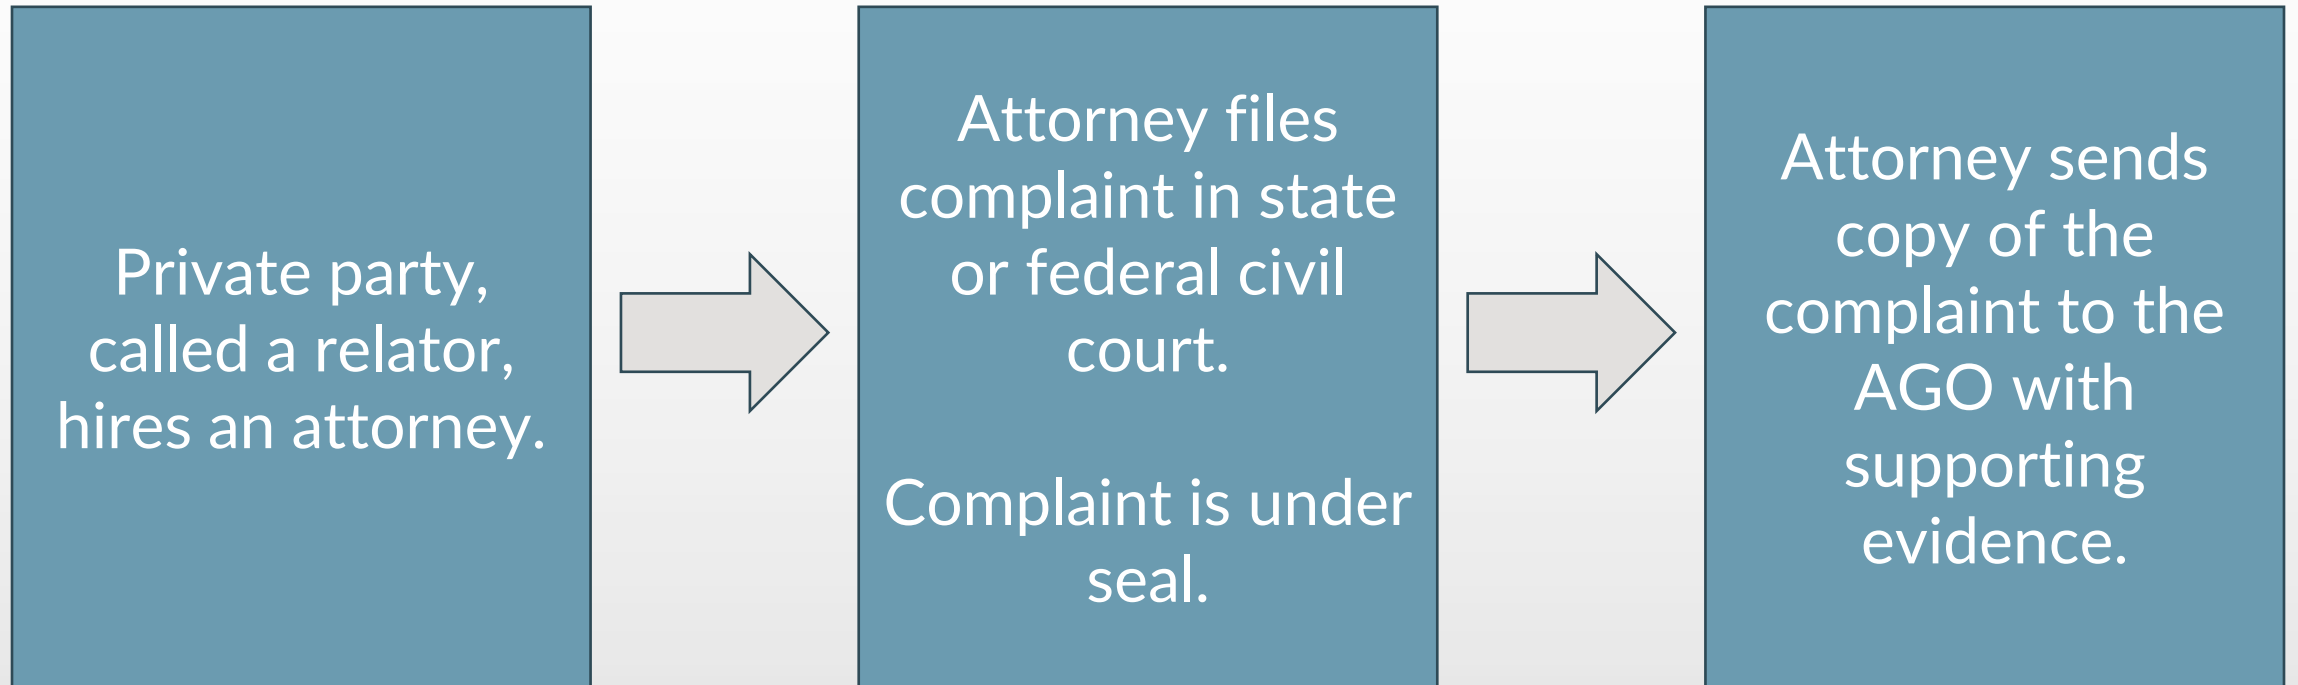 Private party,
called a relator,
hires an attorney.
Attorney files
complaint in state
or federal civil
court.
Complaint is under
seal.
Attorney sends
copy of the
complaint to the
AGO with
supporting
evidence.